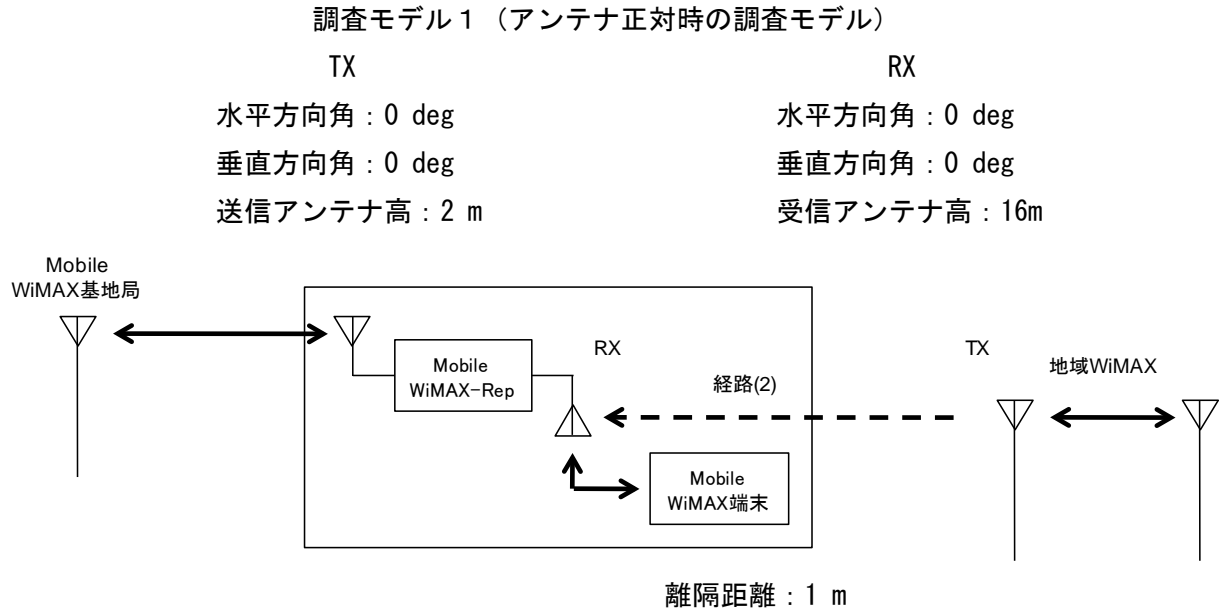 調査モデル１（アンテナ正対時の調査モデル）
TX
RX
水平方向角：0 deg
水平方向角：0 deg
垂直方向角：0 deg
垂直方向角：0 deg
送信アンテナ高：2 m
受信アンテナ高：16m
Mobile
WiMAX基地局
Mobile
WiMAX-Rep
RX
経路(2)
TX
地域WiMAX
Mobile
WiMAX端末
離隔距離：1 m